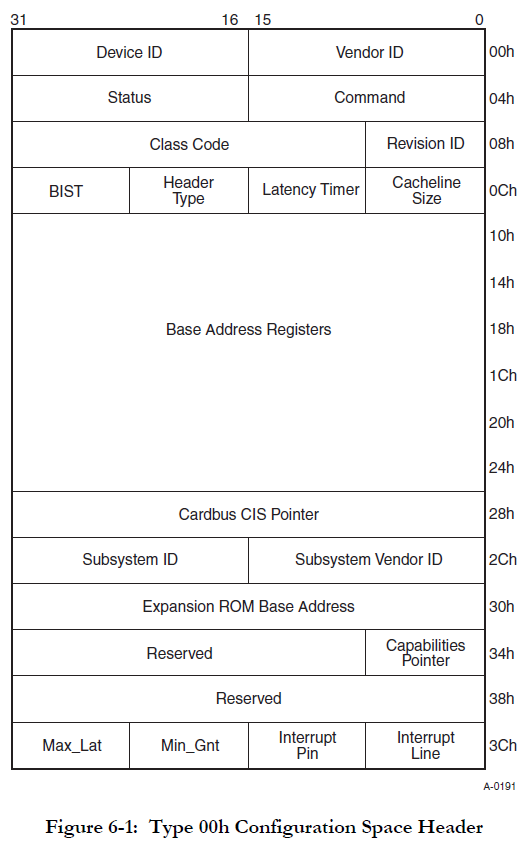 31 16 15 0
Device ID Vendor ID 00h
Status Command 04h
Class Code Revision ID 08h
BIST Header Type Latency Timer Cacheline Size 0Ch
10h
14h
Base Address Registers 18h
1Ch
20h
24h
Cardbus CIS Pointer 28h
Subsystem ID Subsystem Vendor ID 2Ch
Expansion ROM Base Address 30h
Reserved Capabilities Pointer 34h
Reserved 38h
Max_Lat Min_Gnt Interrupt Pin Interrupt Line 3Ch
A-0191
Figure 6-1: Type 00h Configuration Space Header